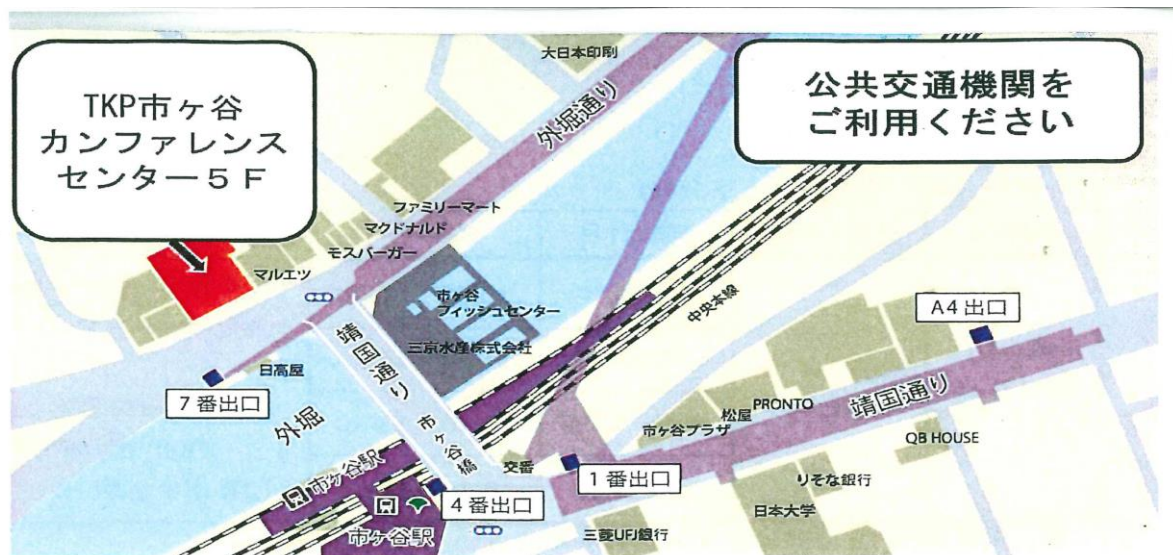 TKP市ヶ谷
カンファレンス
センター5F
公共交通機関を
ご利用ください
大日本印刷
外堀通り
ファミリーマート
マクドナルド
モスバーガー
マルエツ
市ヶ谷
フィッシュセンター
三京水産株式会社
中央本線
A4出口
靖国通り
日高屋
7番出口
外堀
市ヶ谷橋
市ヶ谷駅
市ヶ谷駅
4番出口
交番
1番出口
市ヶ谷プラザ
松屋
PRONTO
靖国通り
QB HOUSE
りそな銀行
日本大学
三菱UFJ銀行